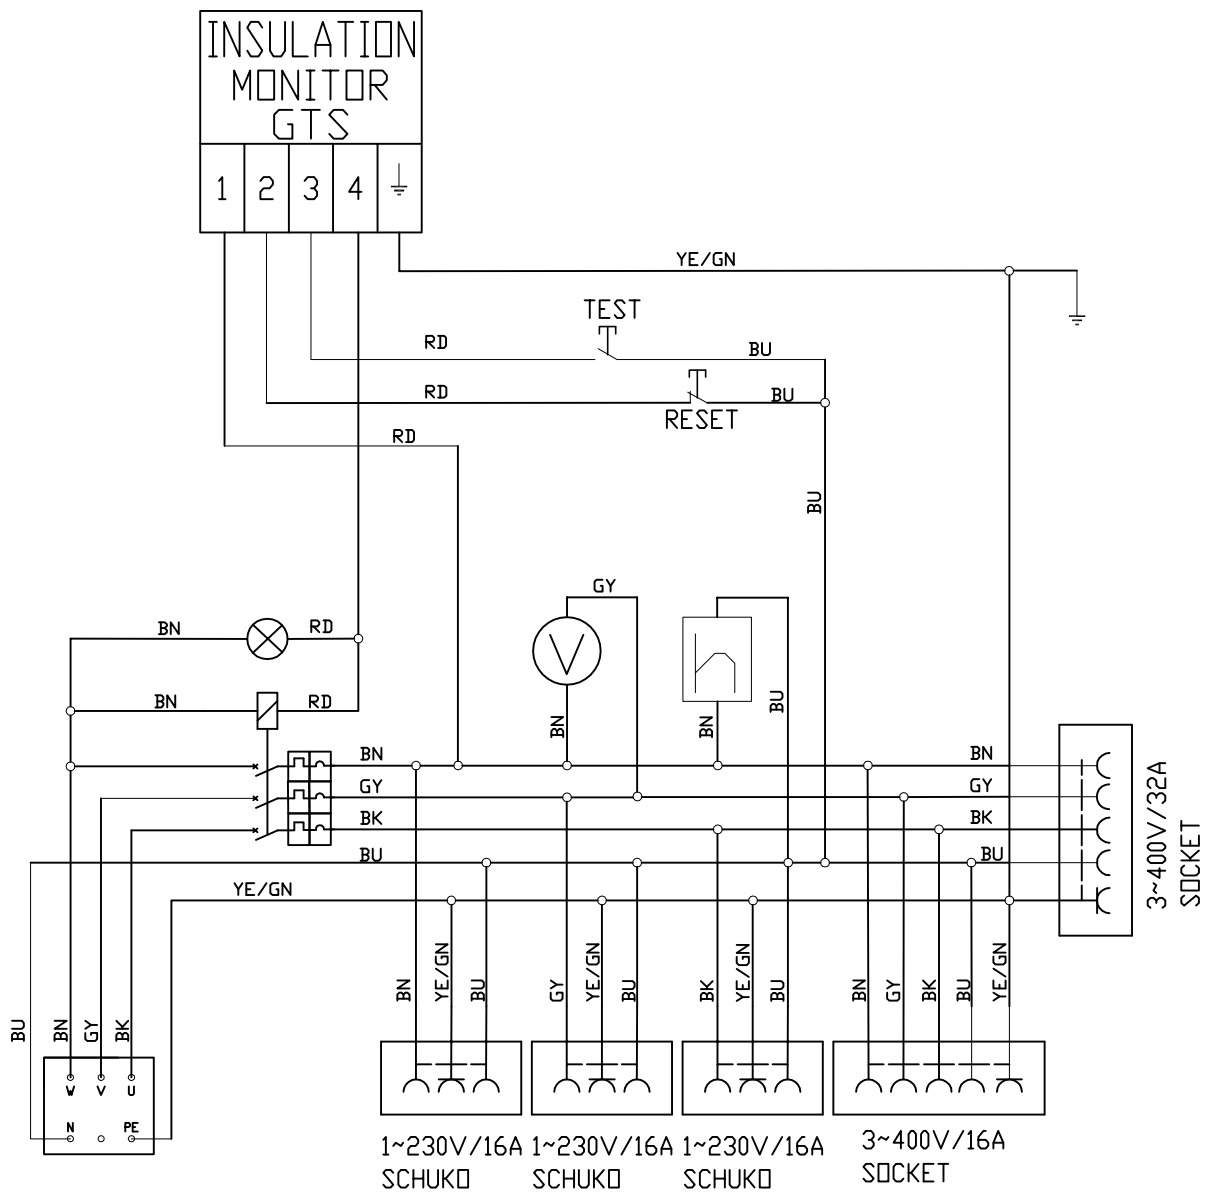 INSULATION
MONITOR
GTS
1 2 3 4
YE/GN
TEST
RD BU
RD BU
RESET
RD
BU
GY
BN RD
BN RD
BN BN BU
BN BN
GY GY
BK BK
BU BU
YE/GN
3~400V/32A
SOCKET
BU BN GY BK
BN YE/GN BU GY YE/GN BU BK YE/GN BU BN GY BK BU YE/GN
W V U
N PE
1~230V/16A 1~230V/16A 1~230V/16A 3~400V/16A
SCHUKO SCHUKO SCHUKO SOCKET